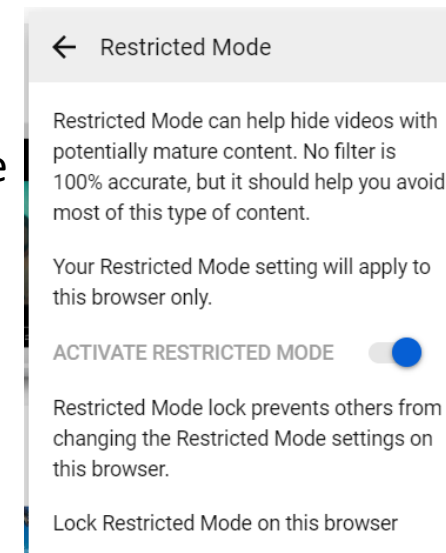 Restricted Mode
Restricted Mode can help hide videos with
potentially mature content. No filter is
100% accurate, but it should help you avoid
most of this type of content.
Your Restricted Mode setting will apply to
this browser only.
e
ACTIVATE RESTRICTED MODE
Restricted Mode lock prevents others from
changing the Restricted Mode settings on
this browser.
Lock Restricted Mode on this browser